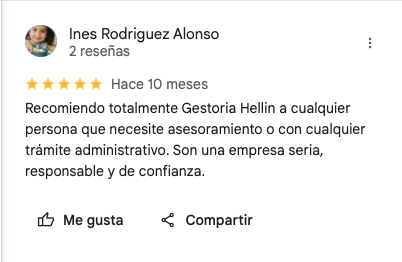 Ines Rodriguez Alonso
2 reseñas
Hace 10 meses
Recomiendo totalmente Gestoria Hellin a cualquier
persona que necesite asesoramiento o con cualquier
trámite administrativo. Son una empresa seria,
responsable y de confianza.
Me gusta
Compartir